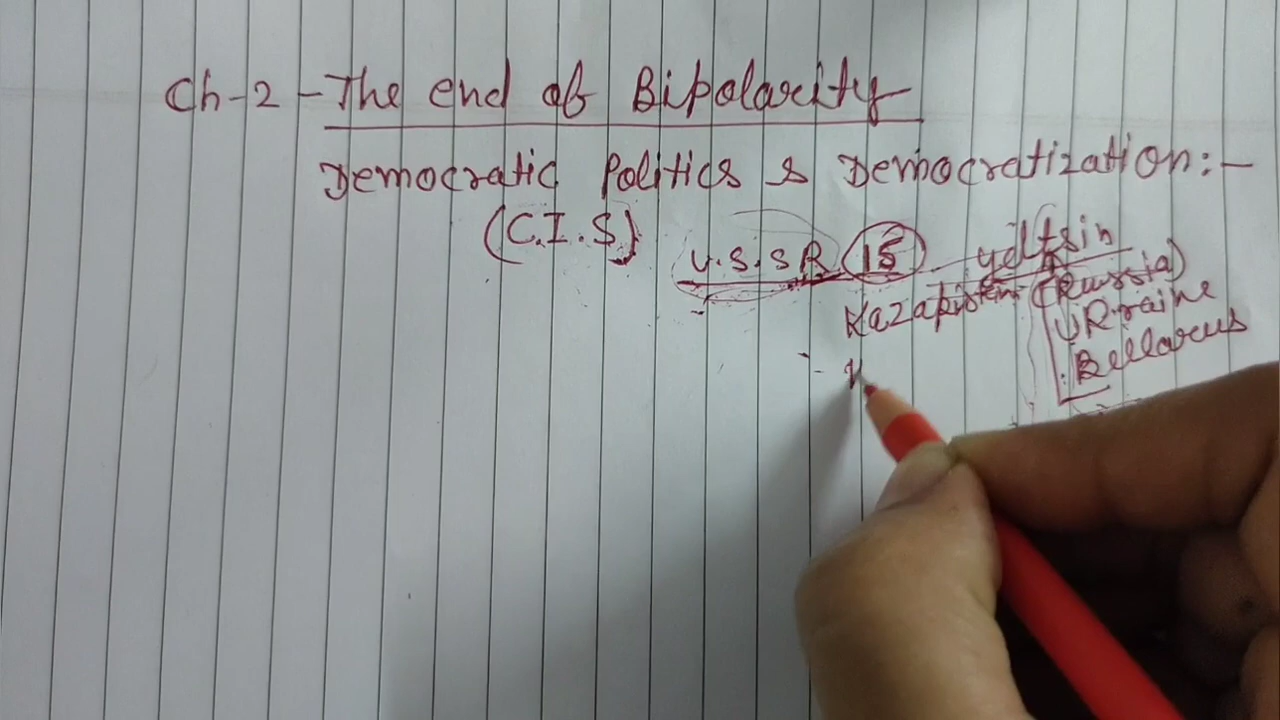 Ch-2 - The end of Bipolarity
Democratic Politics & Democratization:-
(C.I.S)
U.S.S.R (15) yeltsin
Kazakistan (Russia)
UKraine
Bellarus